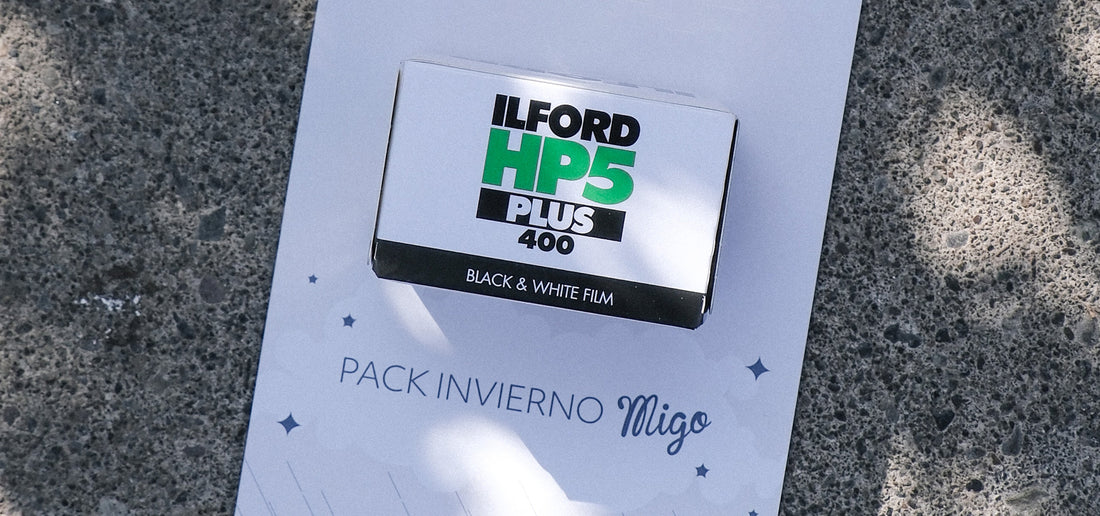 ILFORD
HP5
PLUS
400
BLACK & WHITE FILM
PACK INVIERNO Migo